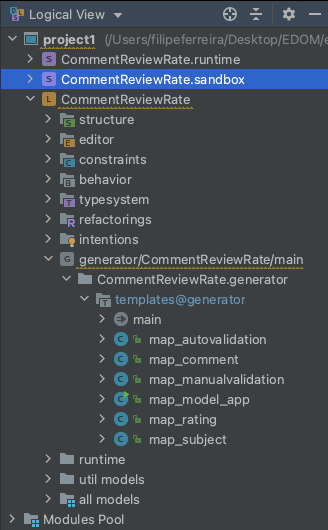 Logical View
project1 (/Users/filipeferreira/Desktop/EDOM/e
CommentReviewRate.runtime
CommentReviewRate.sandbox
CommentReviewRate
structure
editor
constraints
behavior
typesystem
refactorings
intentions
generator/CommentReviewRate/main
CommentReviewRate.generator
templates@generator
main
map_autovalidation
map_comment
map_manualvalidation
map_model_app
map_rating
map_subject
runtime
util models
all models
Modules Pool